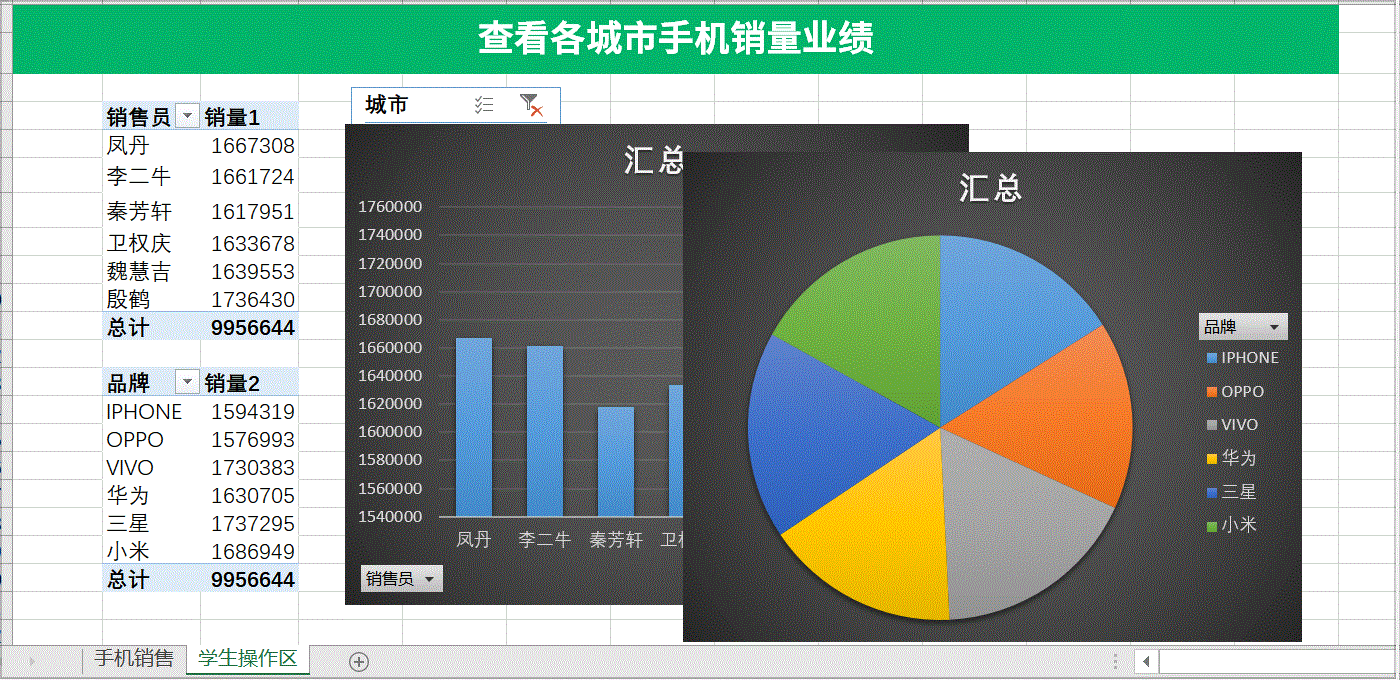 查看各城市手机销量业绩
销售员 销量1
凤丹 1667308
李二牛 1661724
秦芳轩 1617951
卫权庆 1633678
魏慧吉 1639553
殷鹤 1736430
总计 9956644
品牌 销量2
IPHONE 1594319
OPPO 1576993
VIVO 1730383
华为 1630705
三星 1737295
小米 1686949
总计 9956644
城市
汇总
1760000
1740000
1720000
1700000
1680000
1660000
1640000
1620000
1600000
1580000
1560000
1540000
凤丹 李二牛 秦芳轩 卫
销售员
汇总
品牌
IPHONE
OPPO
VIVO
华为
三星
小米
手机销售 学生操作区